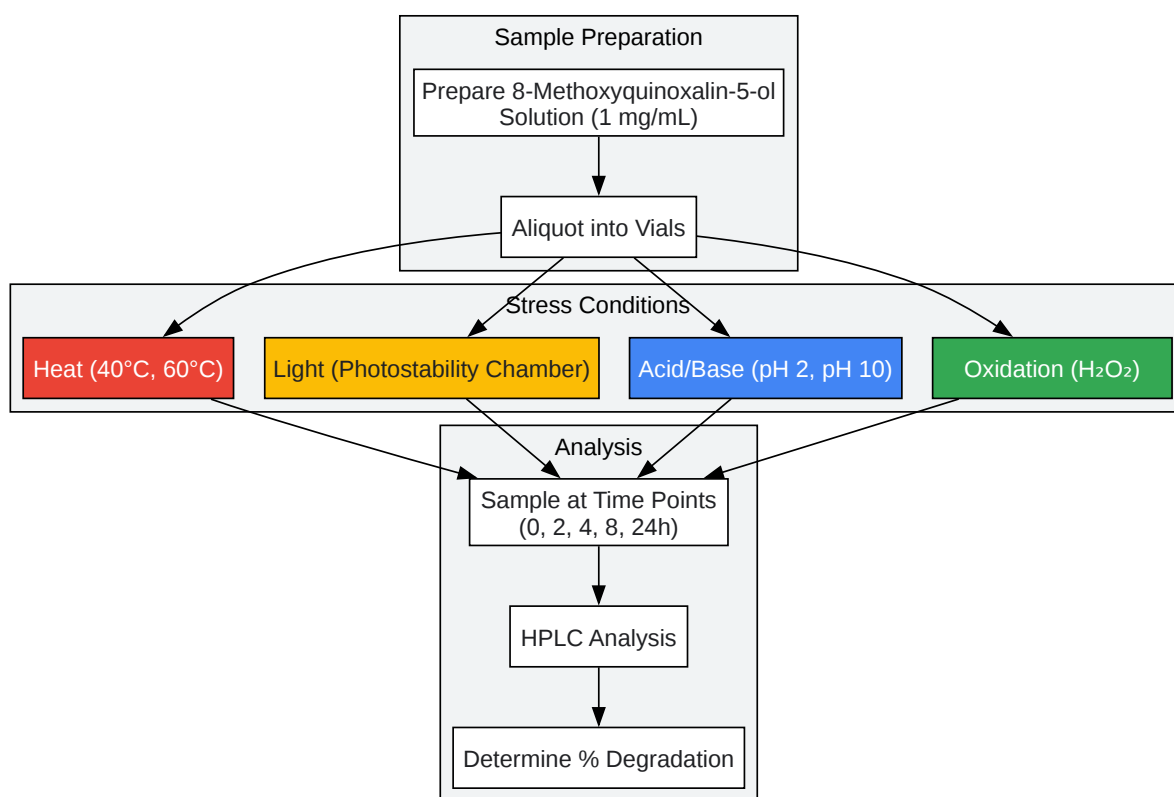 Sample Preparation
Prepare 8-Methoxyquinoxalin-5-ol
Solution (1 mg/mL)
Aliquot into Vials
Stress Conditions
Heat (40°C, 60°C)
Light (Photostability Chamber)
Acid/Base (pH 2, pH 10)
Oxidation (H₂O₂)
Analysis
Sample at Time Points
(0, 2, 4, 8, 24h)
HPLC Analysis
Determine % Degradation